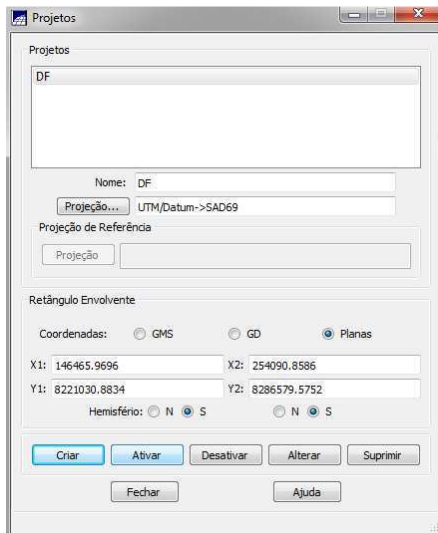 Projetos
Projetos
DF
Nome: DF
Projeção... UTM/Datum->SAD69
Projeção de Referência
Projeção
Retângulo Envolvente
Coordenadas: GMS GD Planas
X1: 146465.9696 X2: 254090.8586
Y1: 8221030.8834 Y2: 8286579.5752
Hemisfério: N S N S
Criar Ativar Desativar Alterar Suprimir
Fechar Ajuda